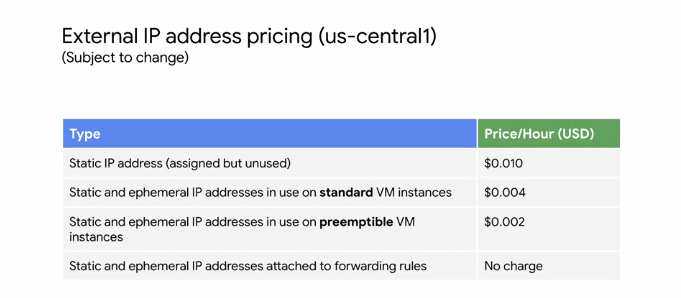 External IP address pricing (us-central1)
(Subject to change)
Type Price/Hour (USD)
Static IP address (assigned but unused) $0.010
Static and ephemeral IP addresses in use on standard VM instances $0.004
Static and ephemeral IP addresses in use on preemptible VM $0.002
instances
Static and ephemeral IP addresses attached to forwarding rules No charge